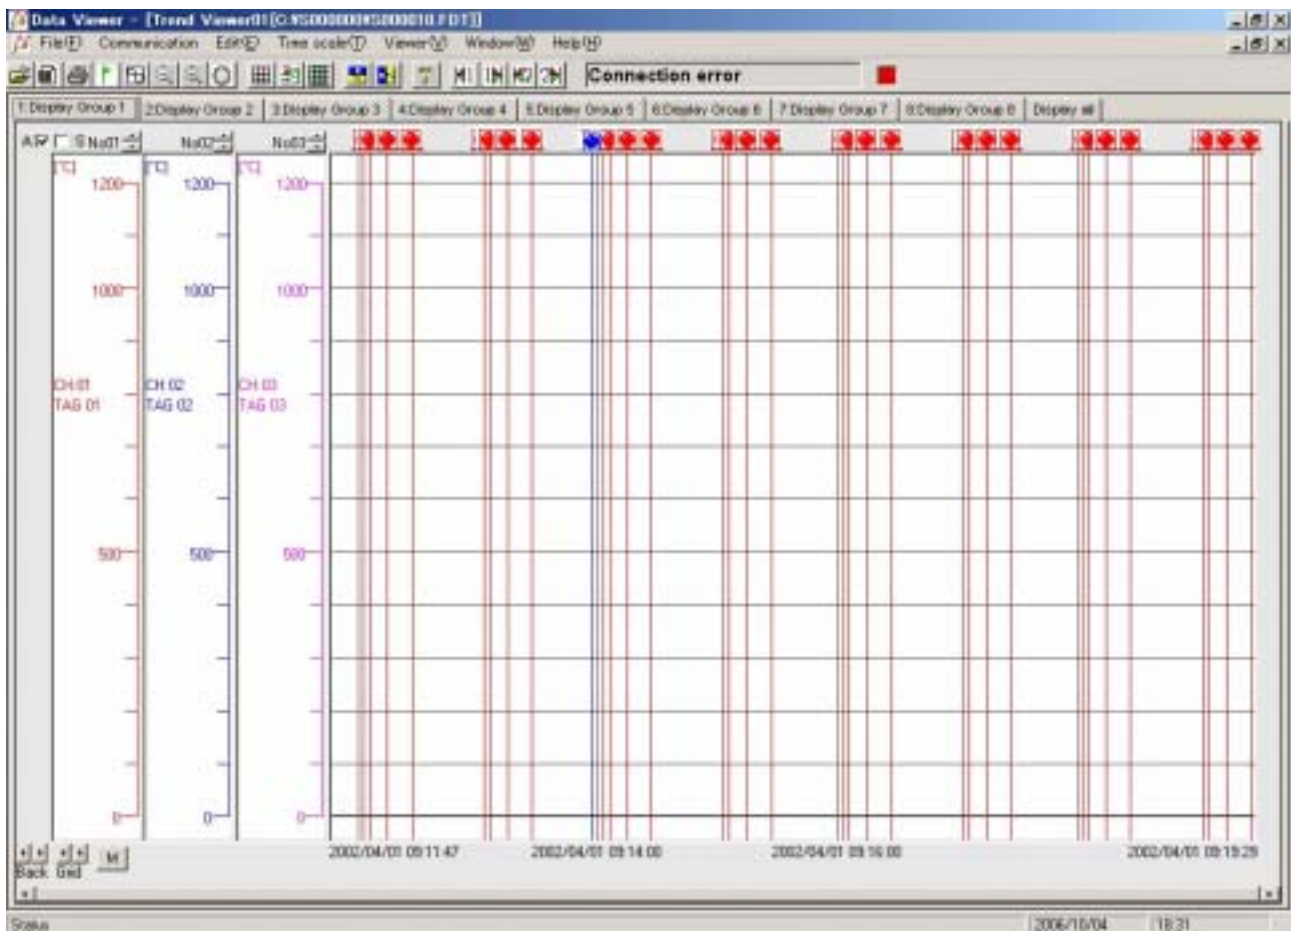 Data Viewer - [Trend Viewer01[C:¥S000000¥S000010.FDT]]
File(F) Communication Edit(E) Time scale(T) Viewer(V) Window(W) Help(H)
Connection error
1:Display Group 1 2:Display Group 2 3:Display Group 3 4:Display Group 4 5:Display Group 5 6:Display Group 6 7:Display Group 7 8:Display Group 8 Display all
A S No01 No02 No03
[℃] [℃] [℃]
1200 1200 1200
1000 1000 1000
CH:01 CH:02 CH:03
TAG 01 TAG 02 TAG 03
500 500 500
0 0 0
2002/04/01 09:11:47 2002/04/01 09:14:00 2002/04/01 09:16:00 2002/04/01 09:19:29
M
Back Grid
Status 2006/10/04 18:31